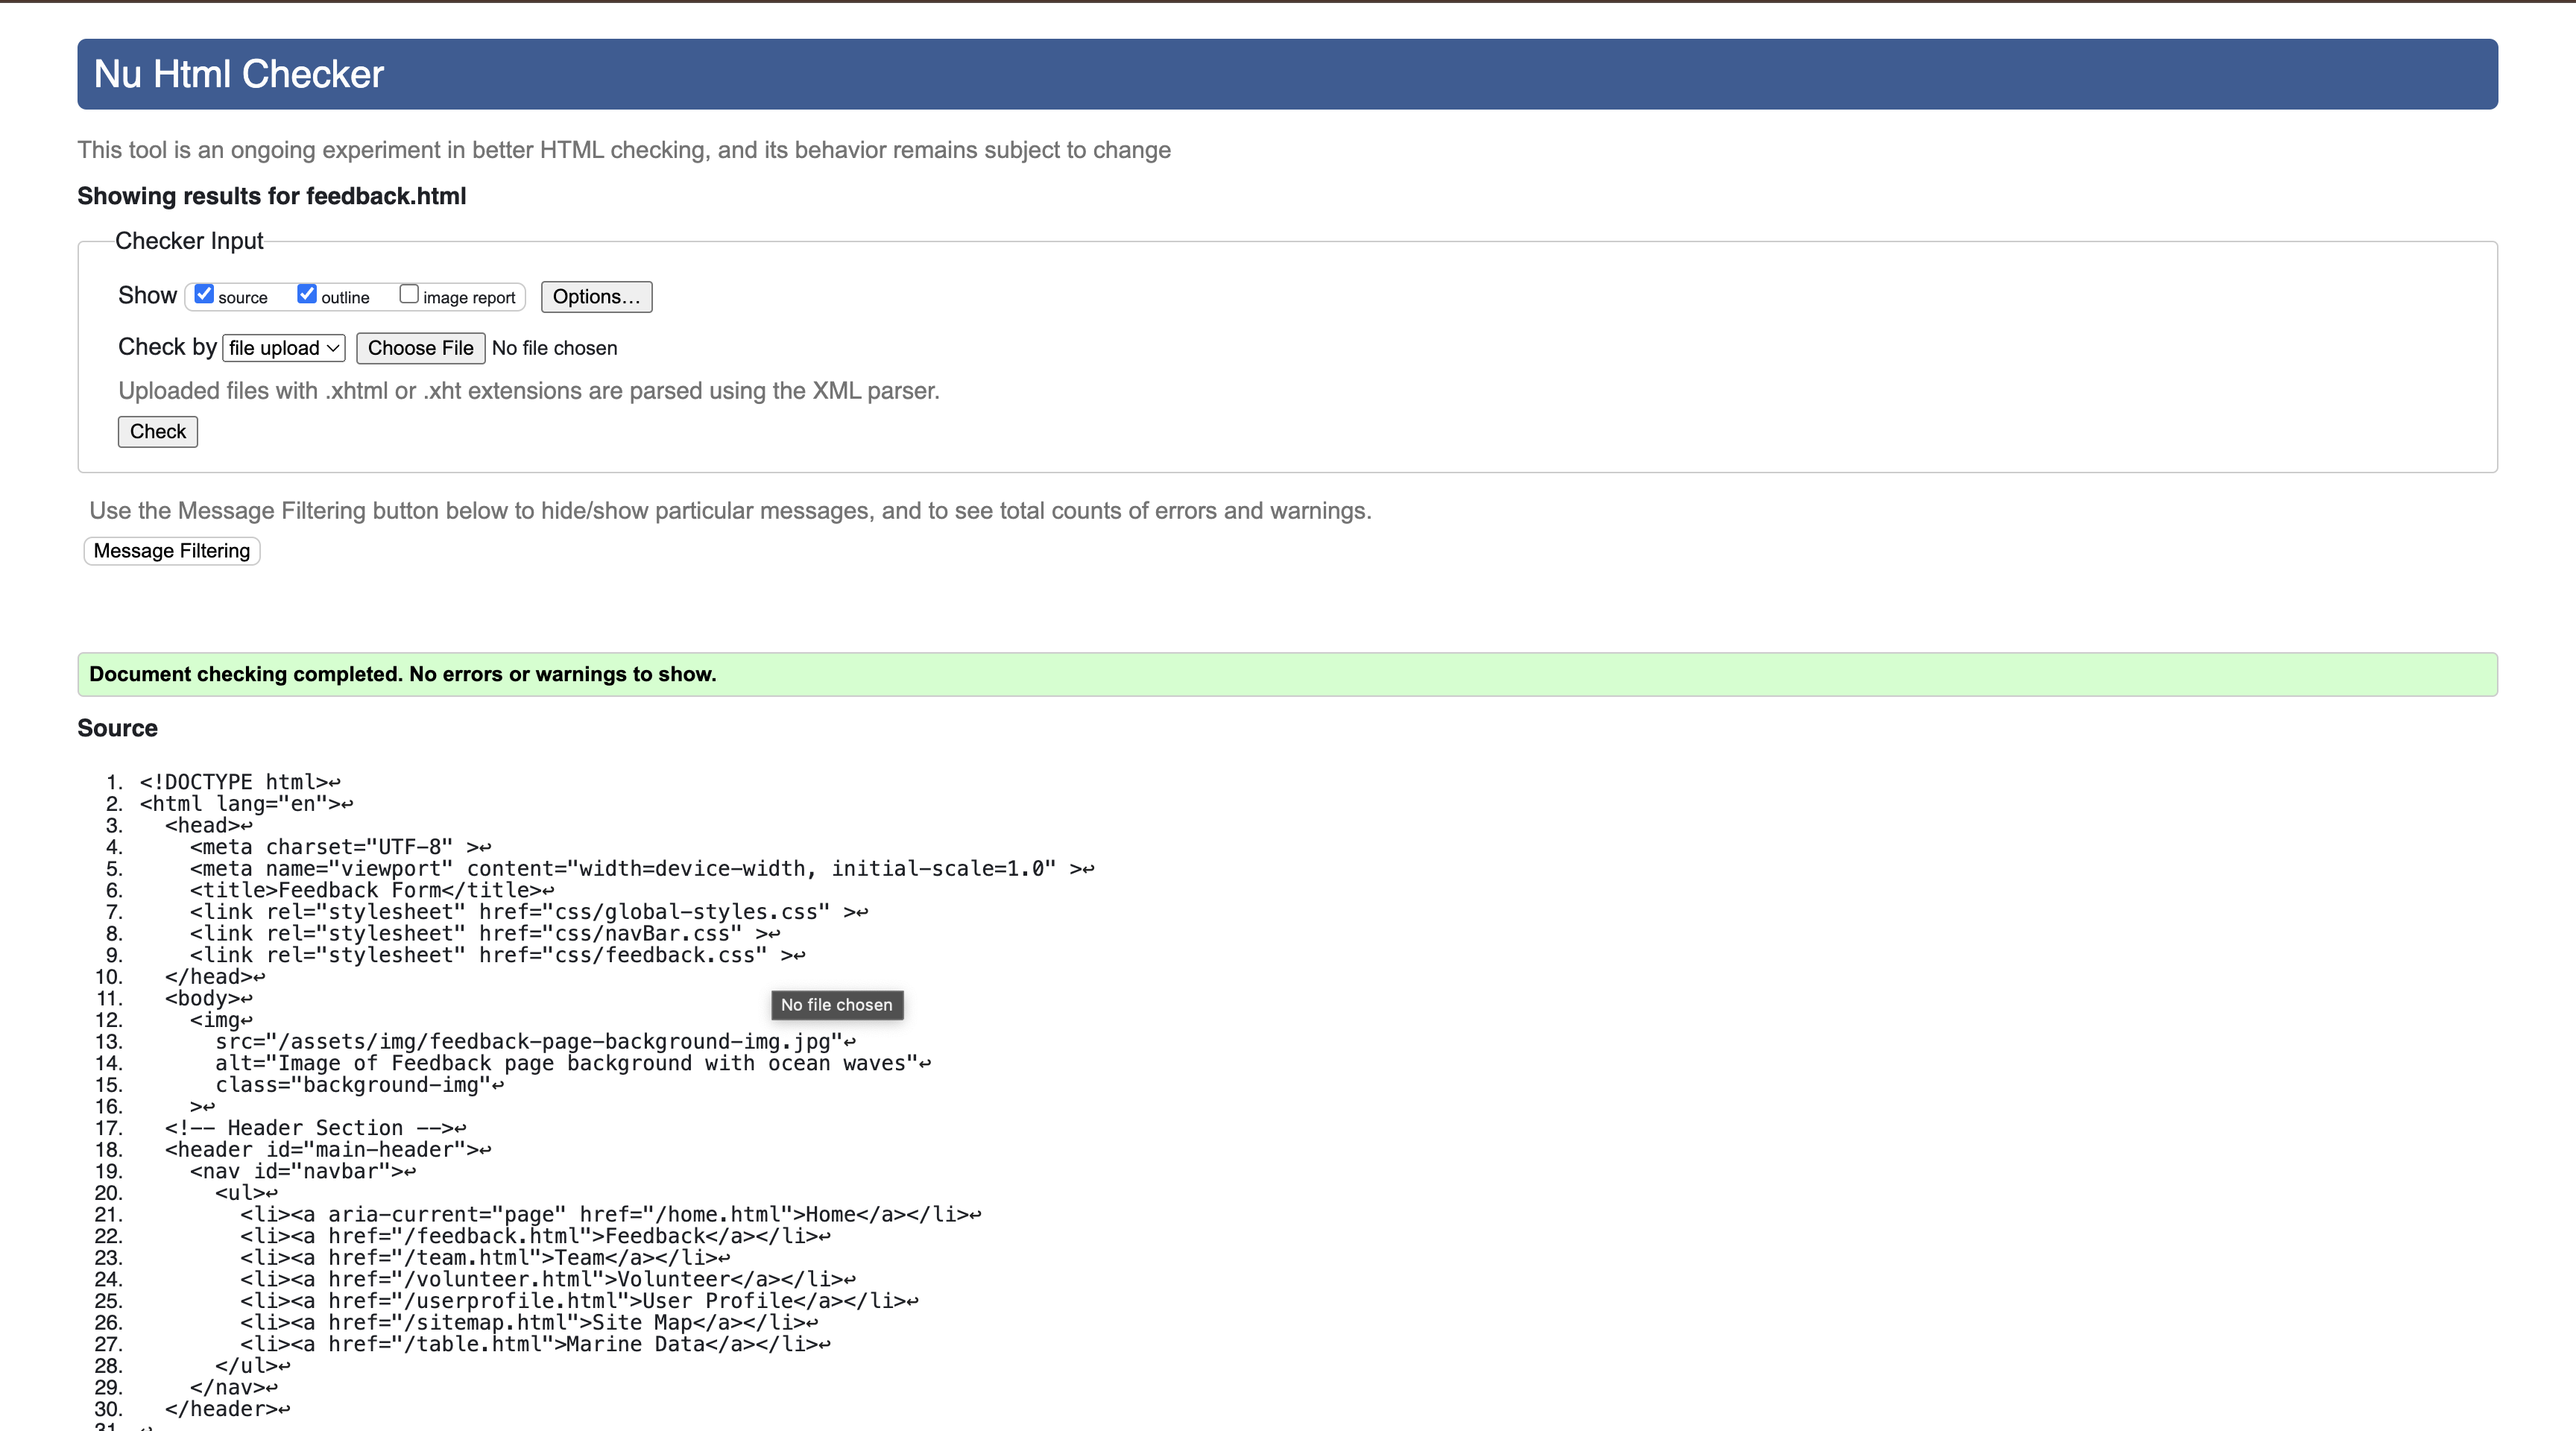 Nu Html Checker
This tool is an ongoing experiment in better HTML checking, and its behavior remains subject to change
Showing results for feedback.html
Checker Input
Show source outline image report Options...
Check by file upload Choose File No file chosen
Uploaded files with .xhtml or .xht extensions are parsed using the XML parser.
Check
Use the Message Filtering button below to hide/show particular messages, and to see total counts of errors and warnings.
Message Filtering
Document checking completed. No errors or warnings to show.
Source
1. <!DOCTYPE html>↩
2. <html lang="en">↩
3. <head>↩
4. <meta charset="UTF-8" >↩
5. <meta name="viewport" content="width=device-width, initial-scale=1.0" >↩
6. <title>Feedback Form</title>↩
7. <link rel="stylesheet" href="css/global-styles.css" >↩
8. <link rel="stylesheet" href="css/navBar.css" >↩
9. <link rel="stylesheet" href="css/feedback.css" >↩
10. </head>↩
11. <body>↩
No file chosen
12. <img↩
13. src="/assets/img/feedback-page-background-img.jpg"↩
14. alt="Image of Feedback page background with ocean waves"↩
15. class="background-img"↩
16. >↩
17. <!-- Header Section -->↩
18. <header id="main-header">↩
19. <nav id="navbar">↩
20. <ul>↩
21. <li><a aria-current="page" href="/home.html">Home</a></li>↩
22. <li><a href="/feedback.html">Feedback</a></li>↩
23. <li><a href="/team.html">Team</a></li>↩
24. <li><a href="/volunteer.html">Volunteer</a></li>↩
25. <li><a href="/userprofile.html">User Profile</a></li>↩
26. <li><a href="/sitemap.html">Site Map</a></li>↩
27. <li><a href="/table.html">Marine Data</a></li>↩
28. </ul>↩
29. </nav>↩
30. </header>↩
31. ↩